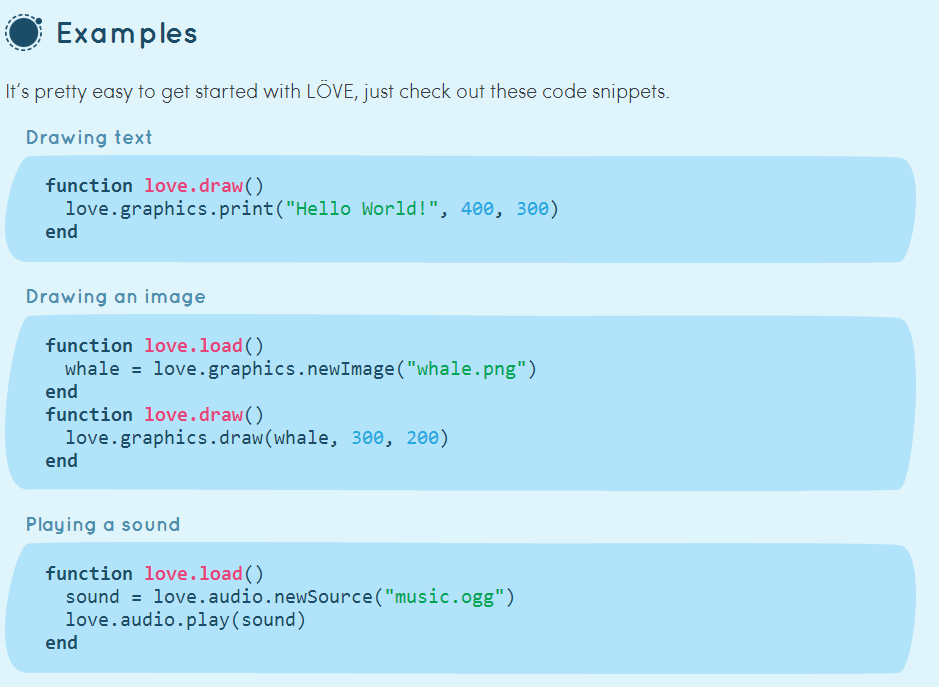 Examples
It's pretty easy to get started with LÖVE, just check out these code snippets.
Drawing text
function love.draw()
  love.graphics.print("Hello World!", 400, 300)
end
Drawing an image
function love.load()
  whale = love.graphics.newImage("whale.png")
end
function love.draw()
  love.graphics.draw(whale, 300, 200)
end
Playing a sound
function love.load()
  sound = love.audio.newSource("music.ogg")
  love.audio.play(sound)
end